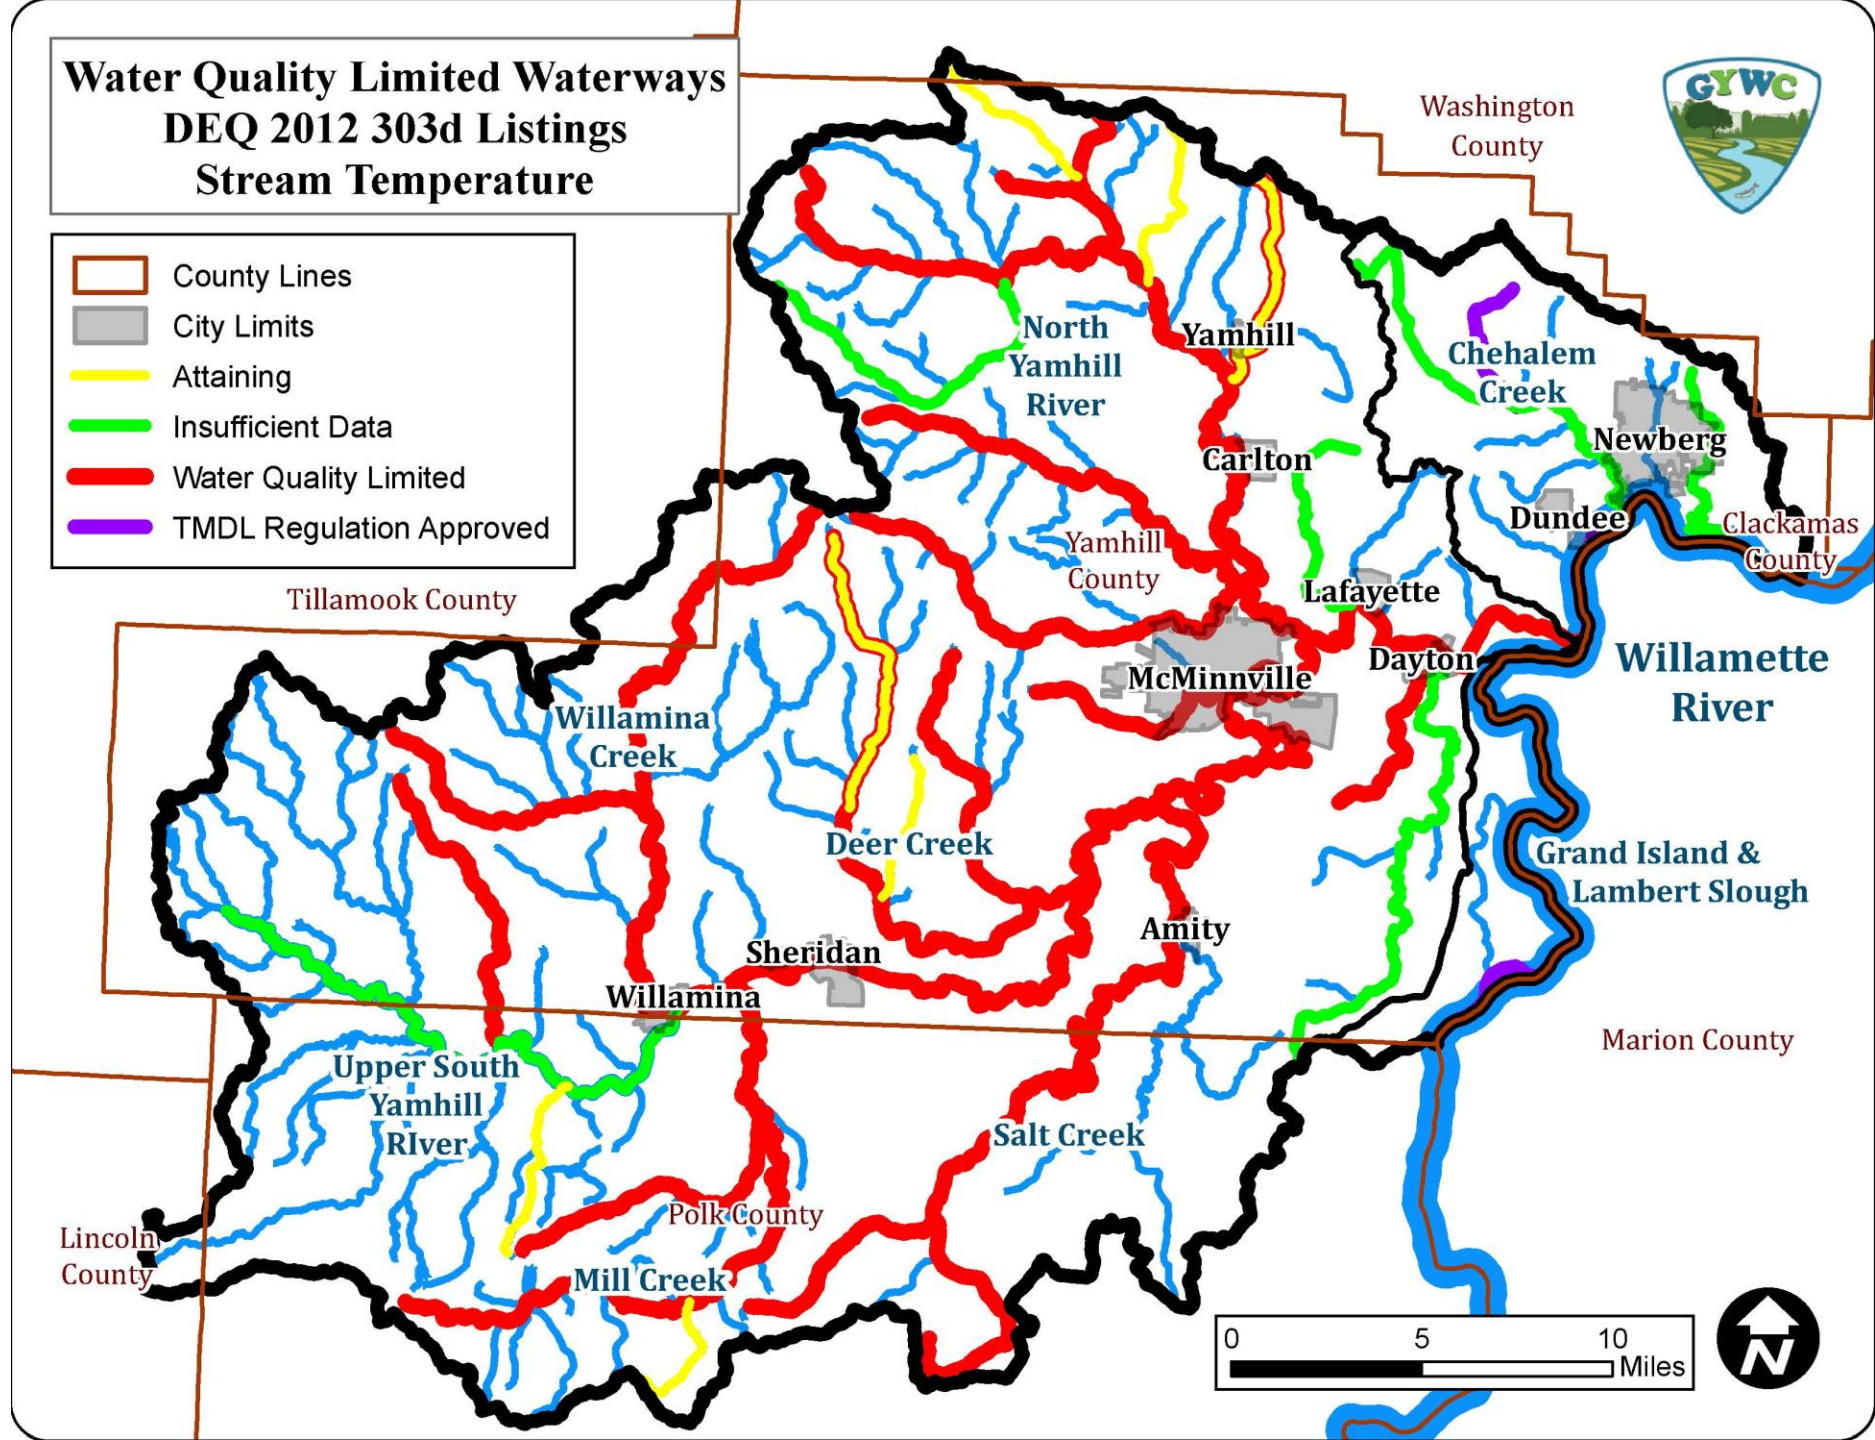 Water Quality Limited Waterways
DEQ 2012 303d Listings
Stream Temperature
County Lines
City Limits
Attaining
Insufficient Data
Water Quality Limited
TMDL Regulation Approved
GYWC
Washington
County
North
Yamhill
River
Yamhill
Chehalem
Creek
Newberg
Carlton
Dundee
Clackamas
County
Yamhill
County
Lafayette
Tillamook County
Dayton
McMinnville
Willamette
River
Willamina
Creek
Deer Creek
Grand Island &
Lambert Slough
Amity
Sheridan
Willamina
Marion County
Upper South
Yamhill
RIver
Salt Creek
Polk County
Lincoln
County
Mill Creek
0 5 10
Miles
N